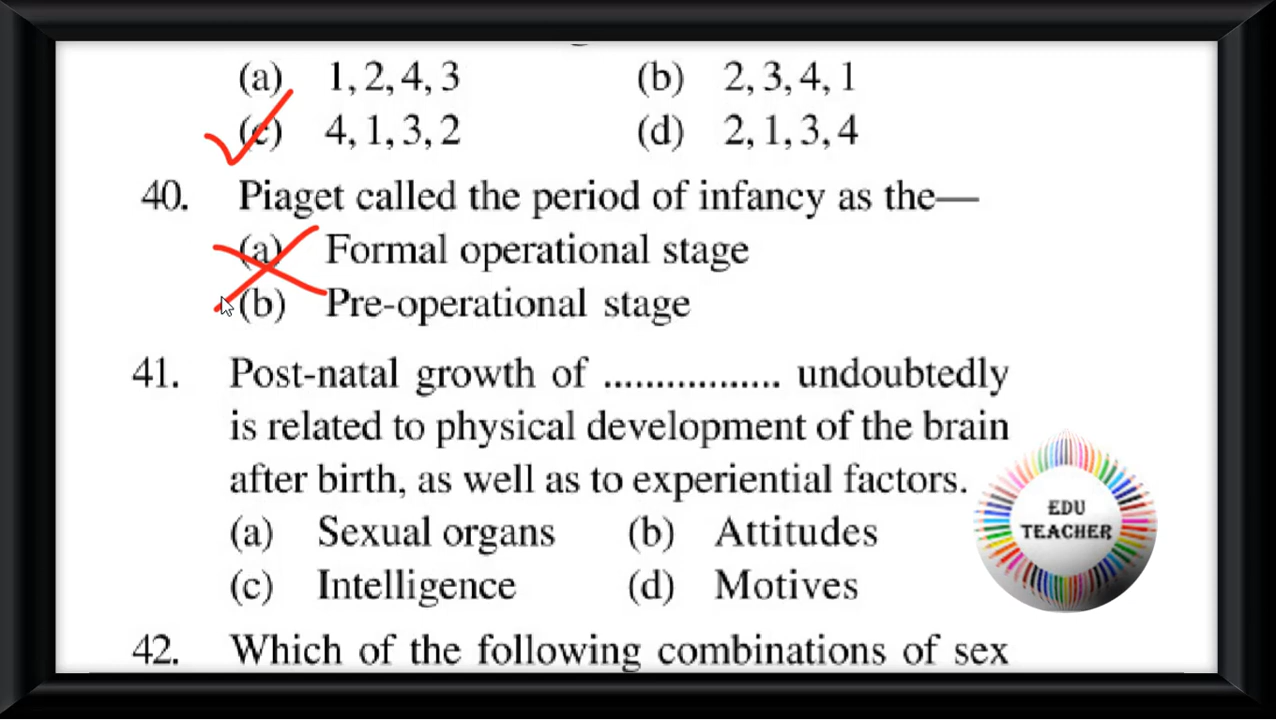 (a) 1, 2, 4, 3 (b) 2, 3, 4, 1
(c) 4, 1, 3, 2 (d) 2, 1, 3, 4
40. Piaget called the period of infancy as the—
(a) Formal operational stage
(b) Pre-operational stage
41. Post-natal growth of ................. undoubtedly
is related to physical development of the brain
after birth, as well as to experiential factors.
EDU
TEACHER
(a) Sexual organs (b) Attitudes
(c) Intelligence (d) Motives
42. Which of the following combinations of sex